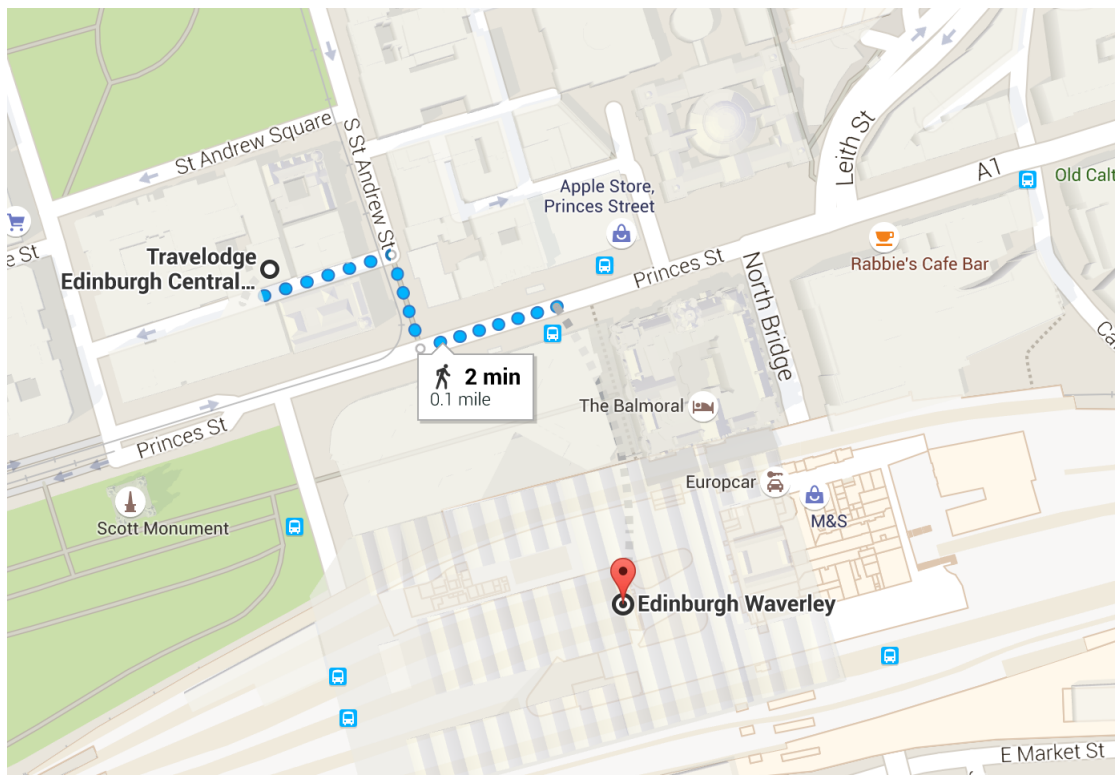 St Andrew Square
S St Andrew St
Leith St
A1
Old Calt
Apple Store,
Princes Street
e St
Travelodge
Edinburgh Central...
Princes St
Rabbie's Cafe Bar
North Bridge
Ca
2 min
0.1 mile
The Balmoral
Princes St
Europcar
Scott Monument
M&S
Edinburgh Waverley
E Market St